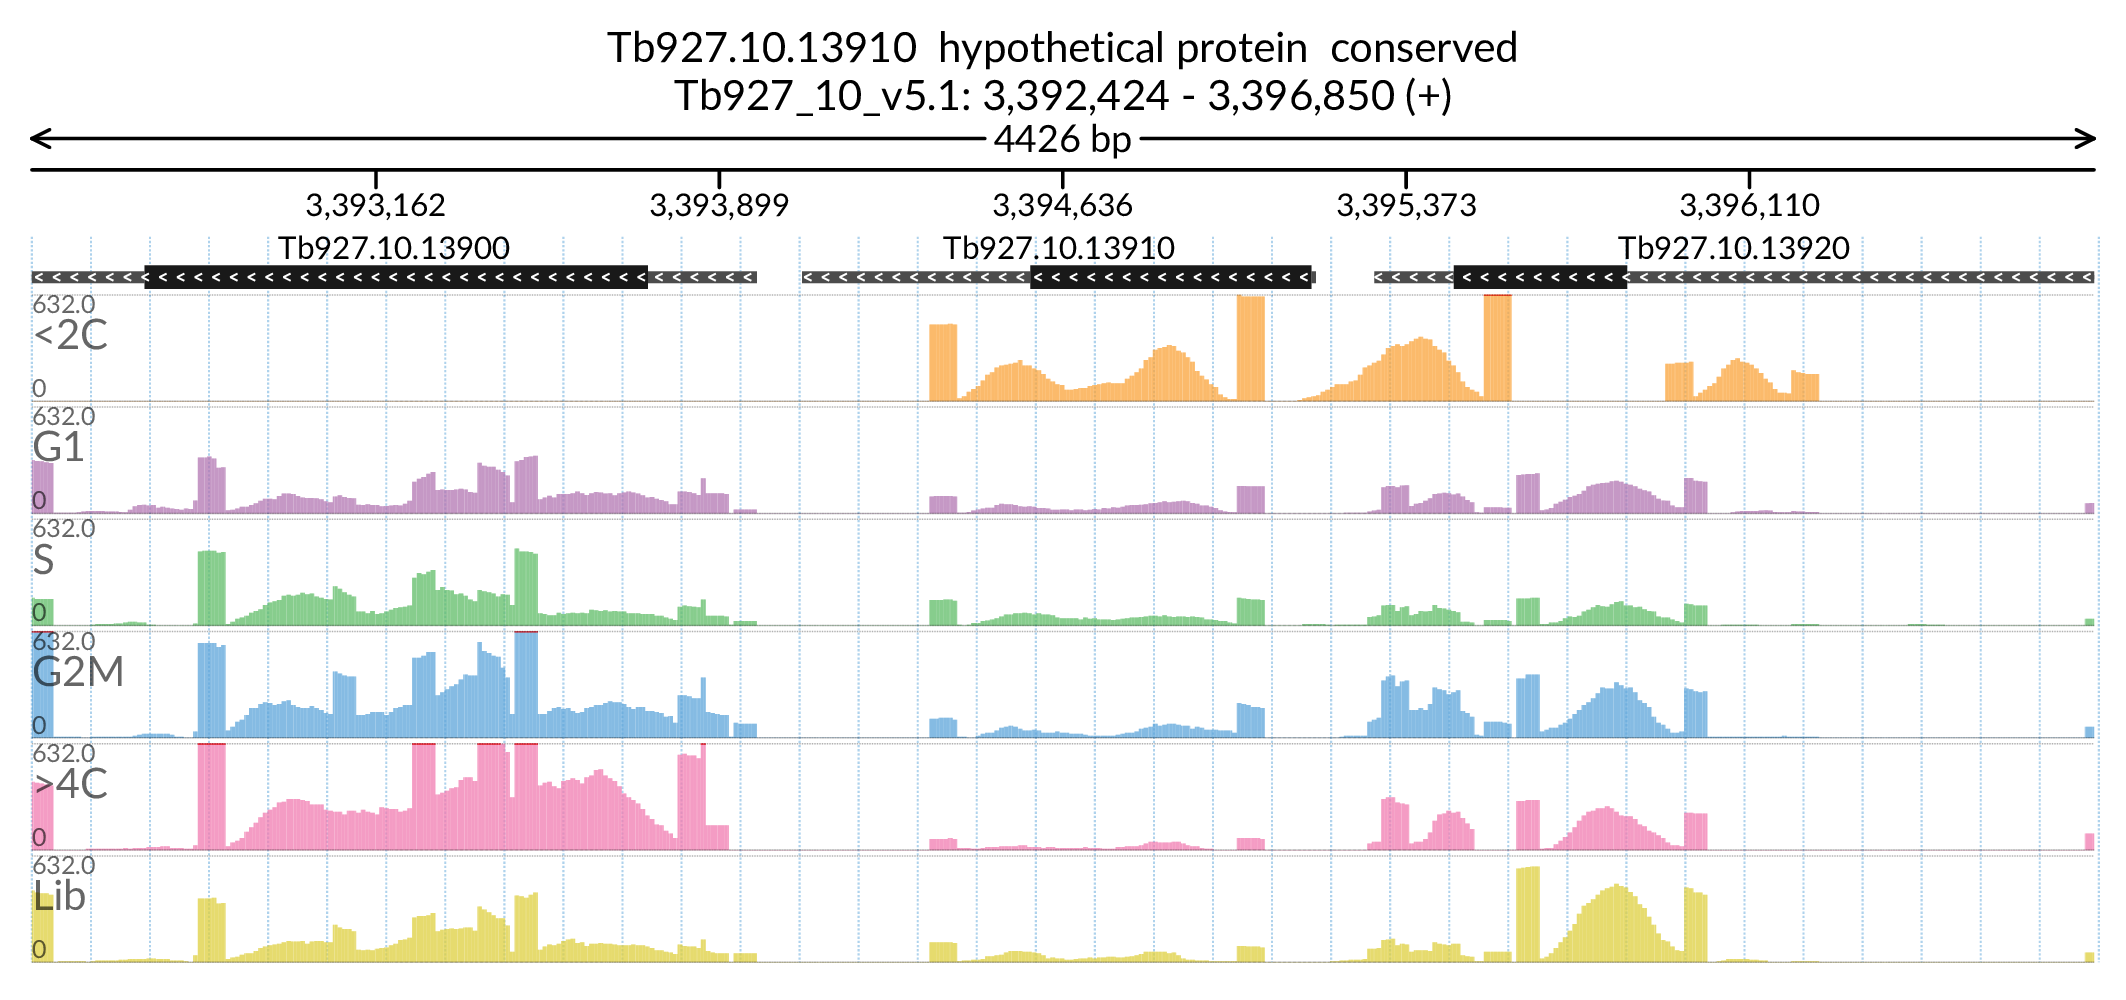 Tb927.10.13910 hypothetical protein conserved
Tb927_10_v5.1: 3,392,424 - 3,396,850 (+)
4426 bp
3,393,162 3,393,899 3,394,636 3,395,373 3,396,110
Tb927.10.13900 Tb927.10.13910 Tb927.10.13920
632.0
<2C
0
632.0
G1
0
632.0
S
0
632.0
G2M
0
632.0
>4C
0
632.0
Lib
0